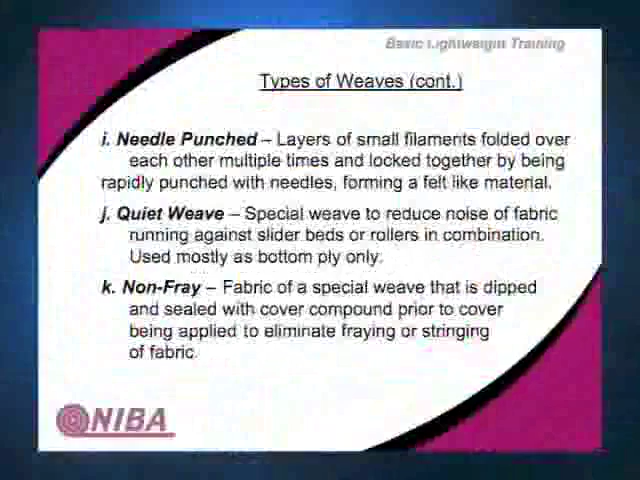 Basic Lightweight Training
Types of Weaves (cont.)
i. Needle Punched – Layers of small filaments folded over
each other multiple times and locked together by being
rapidly punched with needles, forming a felt like material.
j. Quiet Weave – Special weave to reduce noise of fabric
running against slider beds or rollers in combination.
Used mostly as bottom ply only.
k. Non-Fray – Fabric of a special weave that is dipped
and sealed with cover compound prior to cover
being applied to eliminate fraying or stringing
of fabric.
NIBA